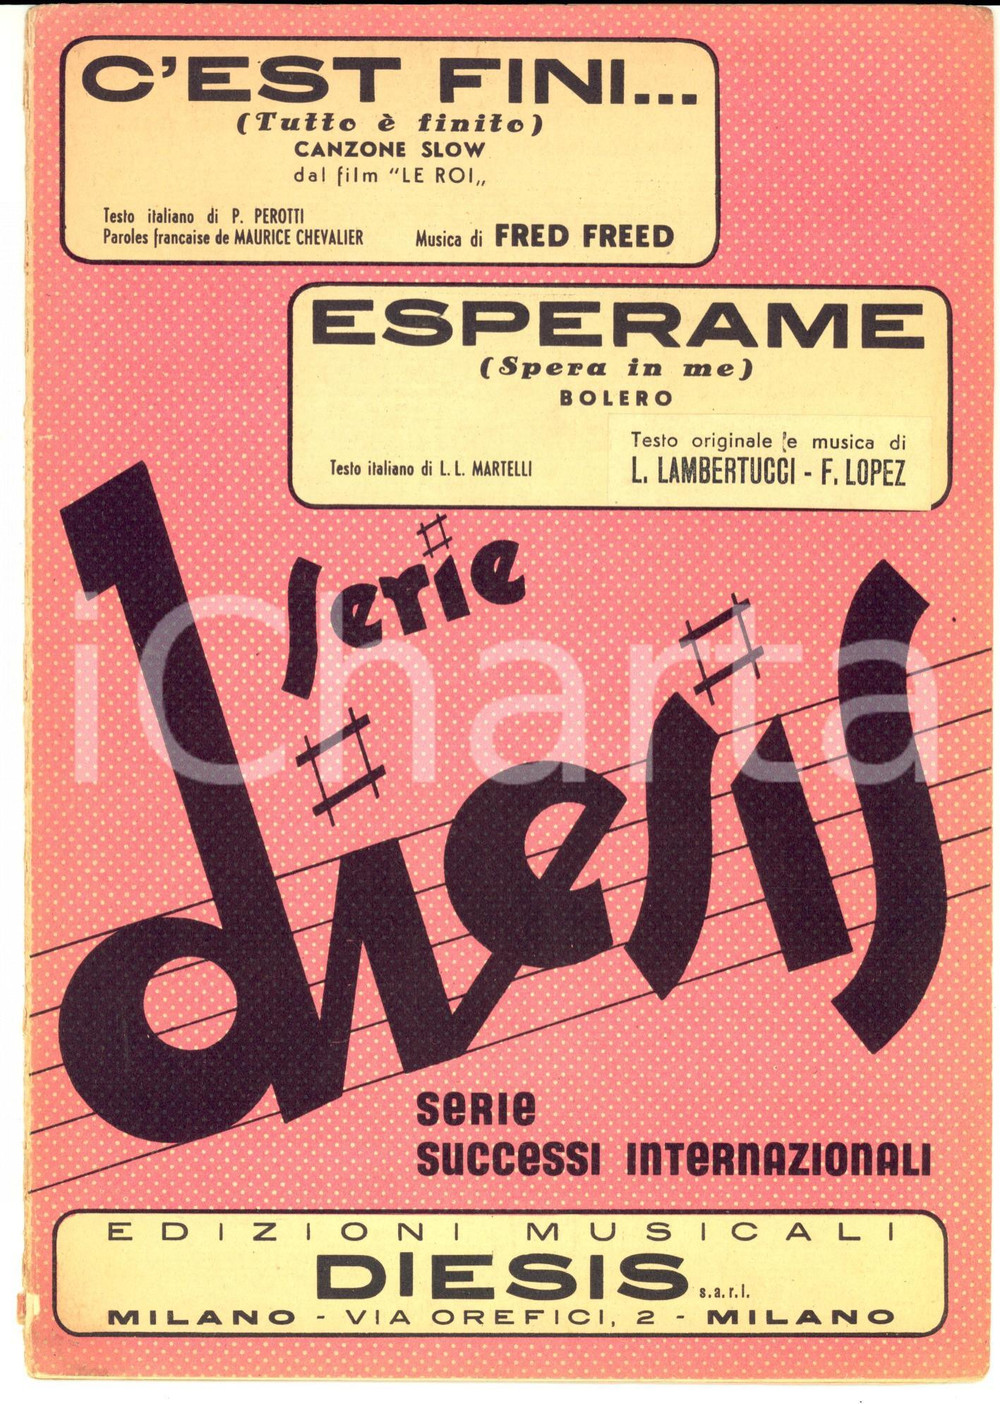 C'EST FINI...
(Tutto è finito)
CANZONE SLOW
dal film "LE ROI„
Testo italiano di P. PEROTTI
Paroles francaise de MAURICE CHEVALIER
Musica di FRED FREED
ESPERAME
(Spera in me)
BOLERO
Testo italiano di L. L. MARTELLI
Testo originale e musica di
L. LAMBERTUCCI - F. LOPEZ
serie
diesis
iCharta
SERIE
SUCCESSI INTERNAZIONALI
EDIZIONI MUSICALI
DIESIS s.a.r.l.
MILANO - VIA OREFICI, 2 - MILANO